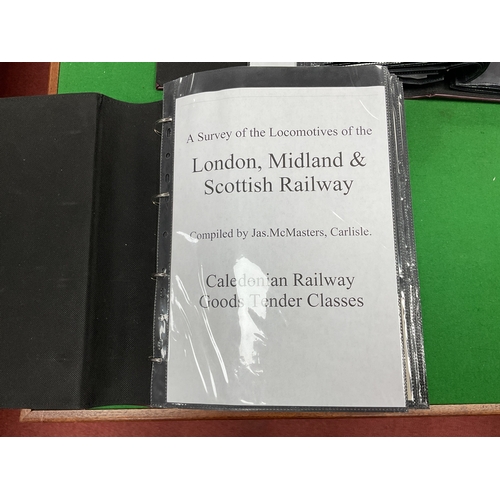 A Survey of the Locomotives of the
London, Midland &
Scottish Railway
Compiled by Jas.McMasters, Carlisle.
Caledonian Railway
Goods Tender Classes